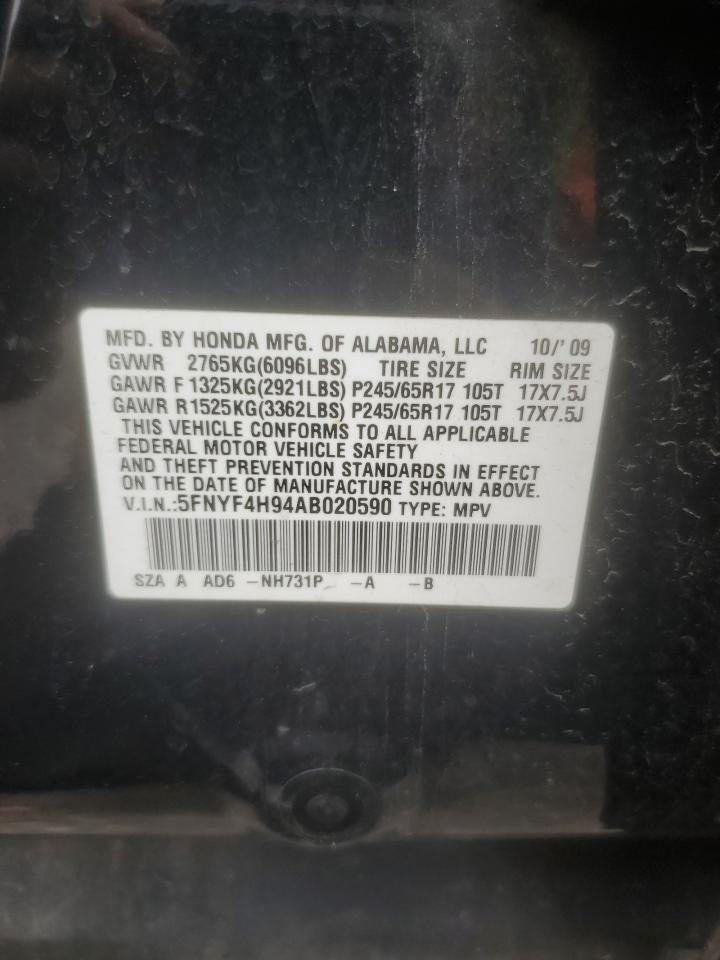 MFD. BY HONDA MFG. OF ALABAMA, LLC 10/'09
GVWR 2765KG(6096LBS) TIRE SIZE RIM SIZE
GAWR F 1325KG(2921LBS) P245/65R17 105T 17X7.5J
GAWR R1525KG(3362LBS) P245/65R17 105T 17X7.5J
THIS VEHICLE CONFORMS TO ALL APPLICABLE
FEDERAL MOTOR VEHICLE SAFETY
AND THEFT PREVENTION STANDARDS IN EFFECT
ON THE DATE OF MANUFACTURE SHOWN ABOVE.
V.I.N.:5FNYF4H94AB020590 TYPE: MPV
SZA A AD6 -NH731P -A -B